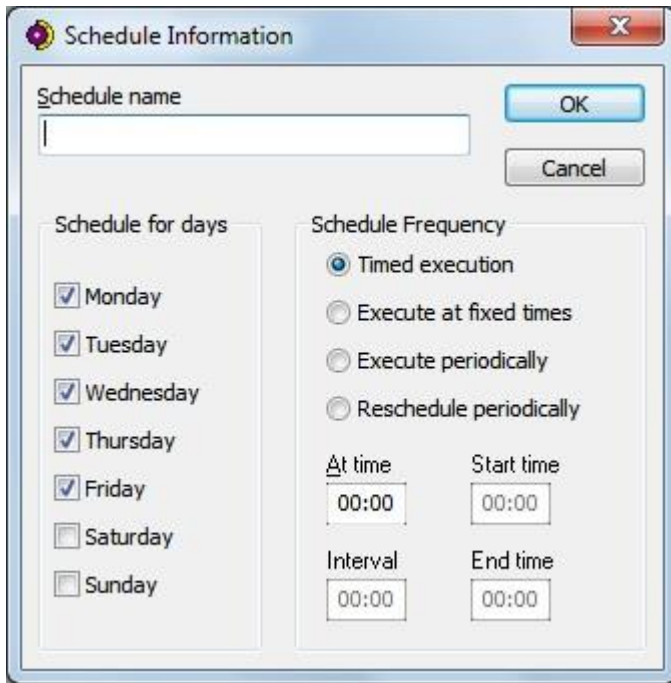 Schedule Information
Schedule name
OK
Cancel
Schedule for days
Monday
Tuesday
Wednesday
Thursday
Friday
Saturday
Sunday
Schedule Frequency
Timed execution
Execute at fixed times
Execute periodically
Reschedule periodically
At time Start time
00:00 00:00
Interval End time
00:00 00:00